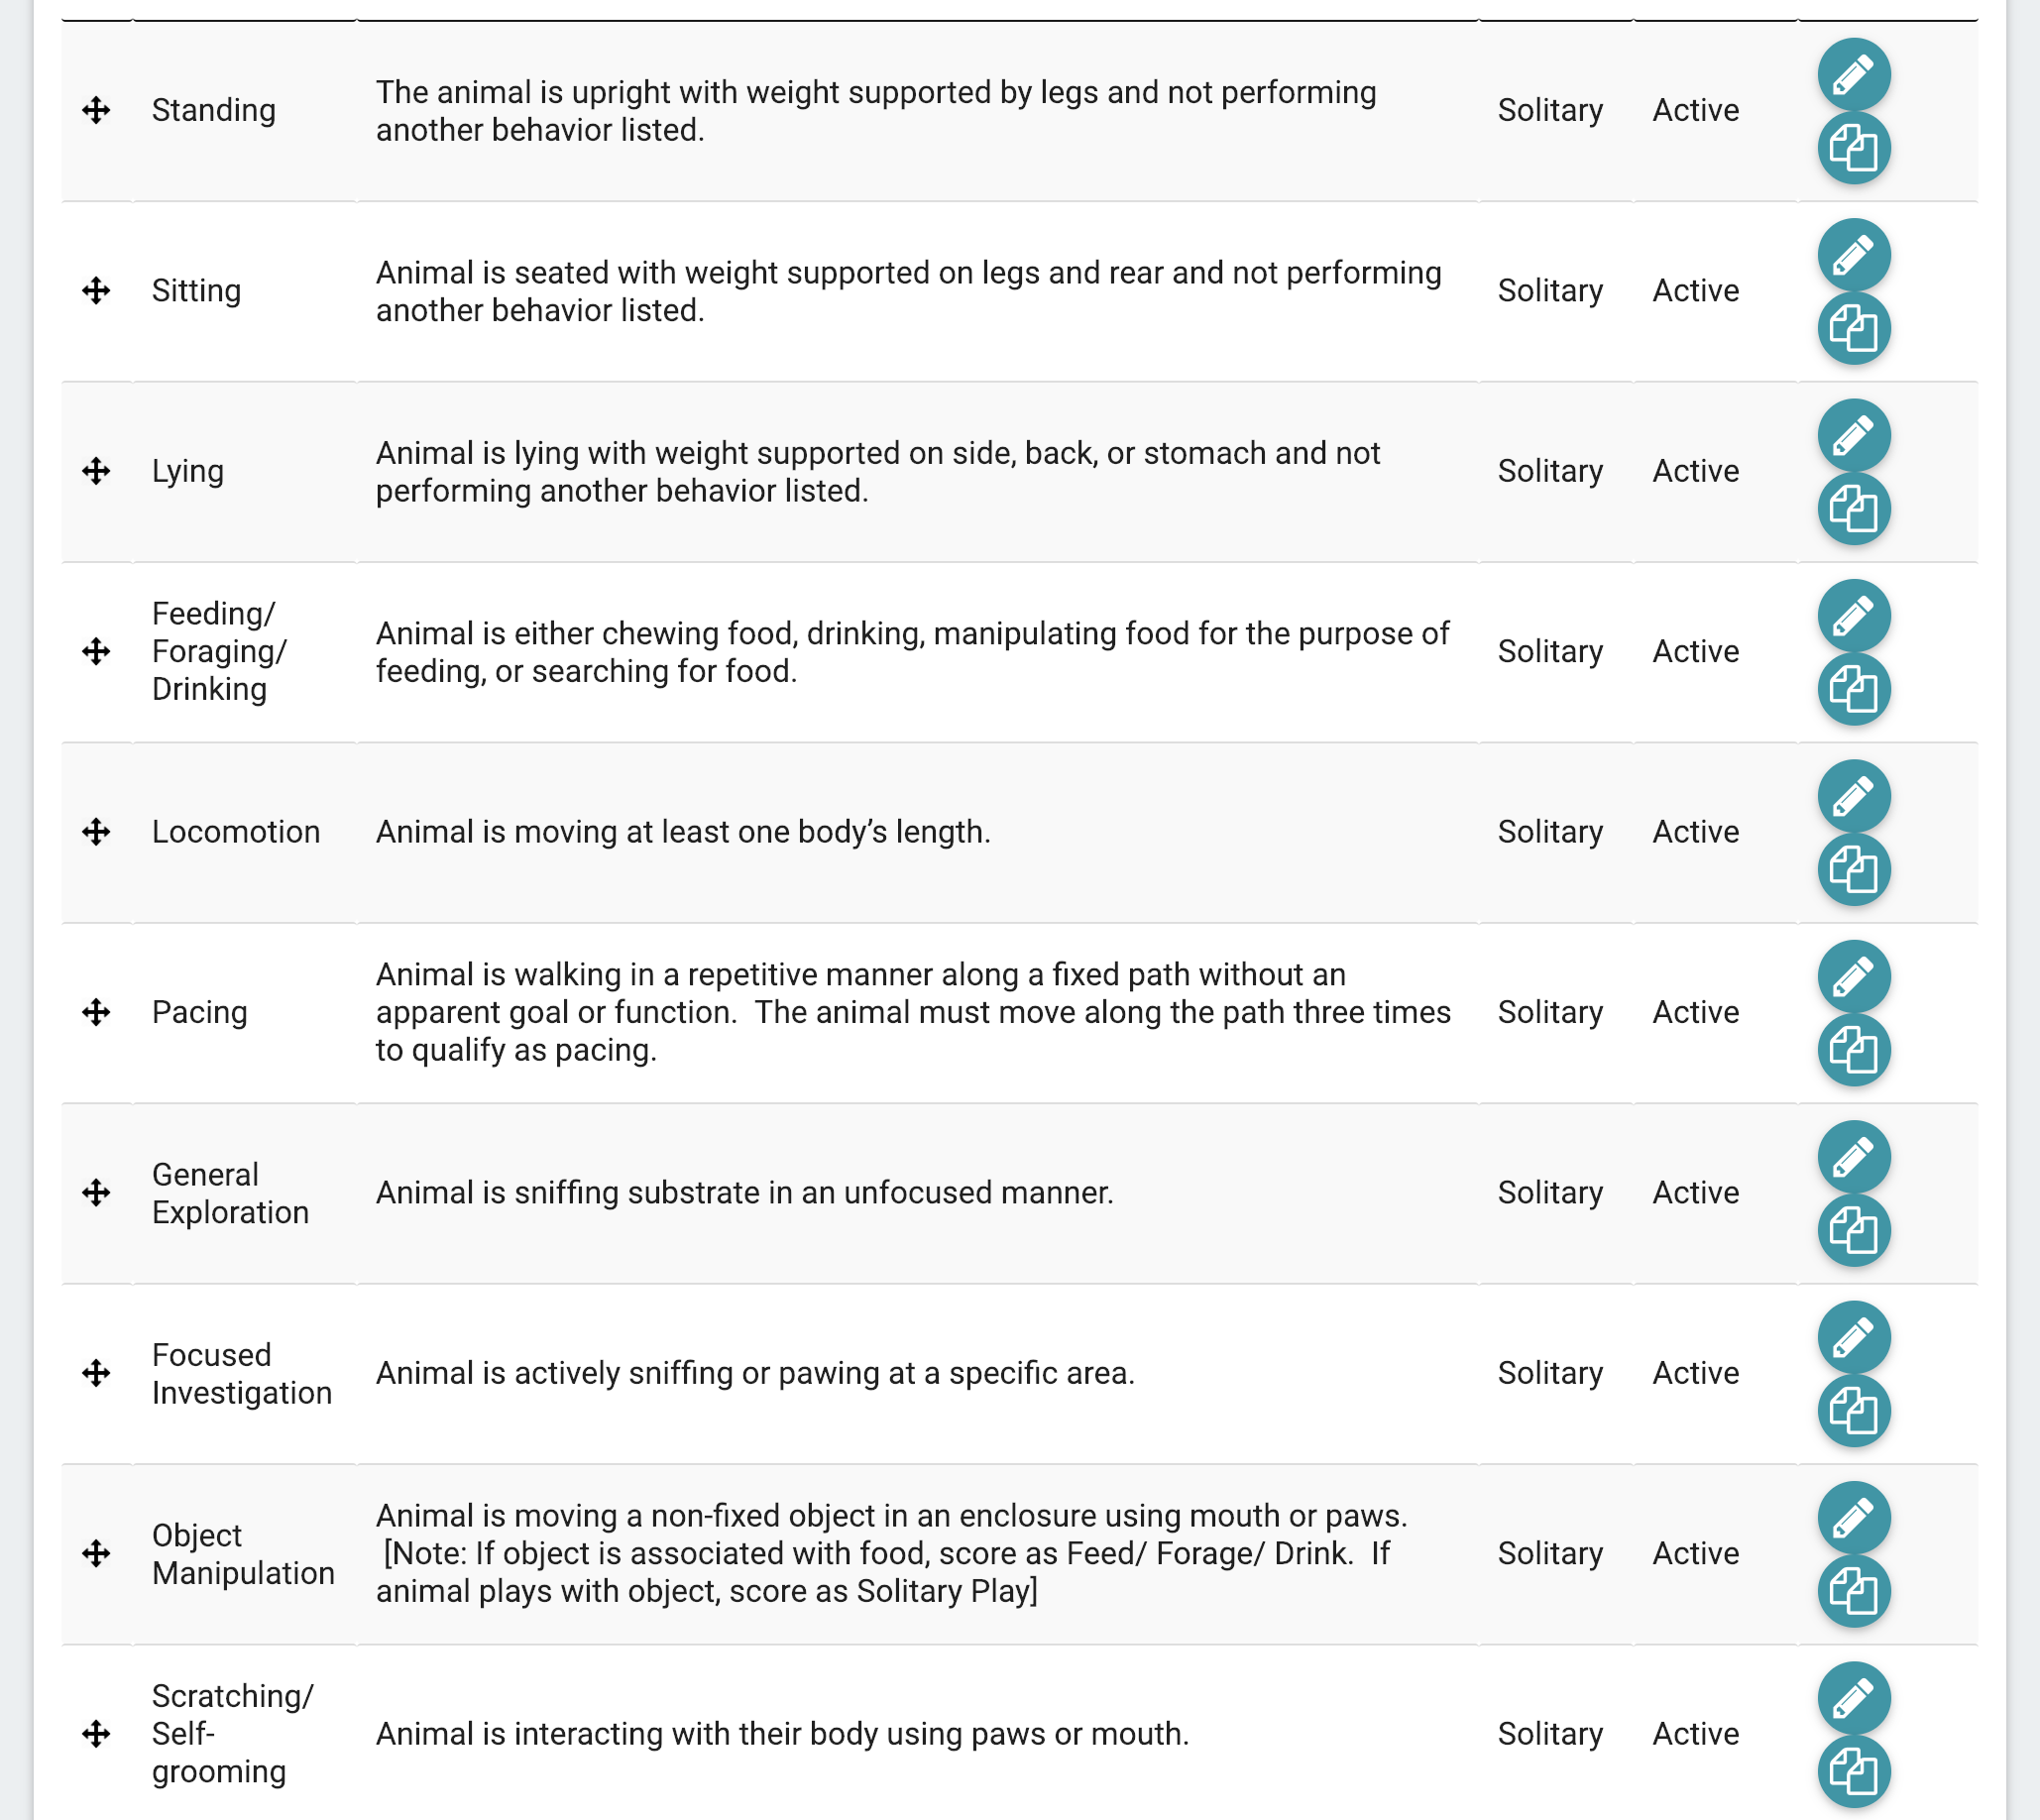 Standing
The animal is upright with weight supported by legs and not performing
another behavior listed.
Solitary
Active
Sitting
Animal is seated with weight supported on legs and rear and not performing
another behavior listed.
Solitary
Active
Lying
Animal is lying with weight supported on side, back, or stomach and not
performing another behavior listed.
Solitary
Active
Feeding/
Foraging/
Drinking
Animal is either chewing food, drinking, manipulating food for the purpose of
feeding, or searching for food.
Solitary
Active
Locomotion
Animal is moving at least one body’s length.
Solitary
Active
Pacing
Animal is walking in a repetitive manner along a fixed path without an
apparent goal or function.  The animal must move along the path three times
to qualify as pacing.
Solitary
Active
General
Exploration
Animal is sniffing substrate in an unfocused manner.
Solitary
Active
Focused
Investigation
Animal is actively sniffing or pawing at a specific area.
Solitary
Active
Object
Manipulation
Animal is moving a non-fixed object in an enclosure using mouth or paws.
[Note: If object is associated with food, score as Feed/ Forage/ Drink.  If
animal plays with object, score as Solitary Play]
Solitary
Active
Scratching/
Self-
grooming
Animal is interacting with their body using paws or mouth.
Solitary
Active